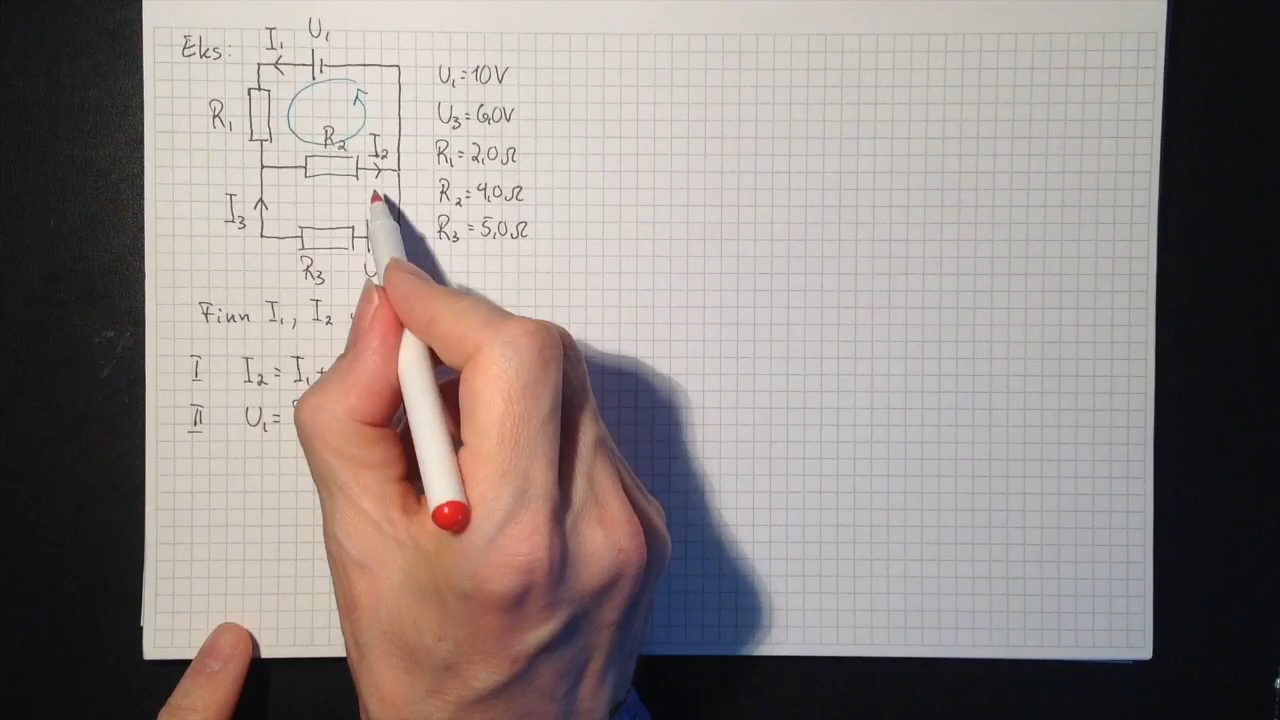 Eks:
I₁
U₁
R₁
R₂
I₂
I₃
R₃
U
U₁=10V
U₃=6,0V
R₁=2,0Ω
R₂=4,0Ω
R₃=5,0Ω
Finn I₁, I₂
I I₂=I₁+
II U₁=